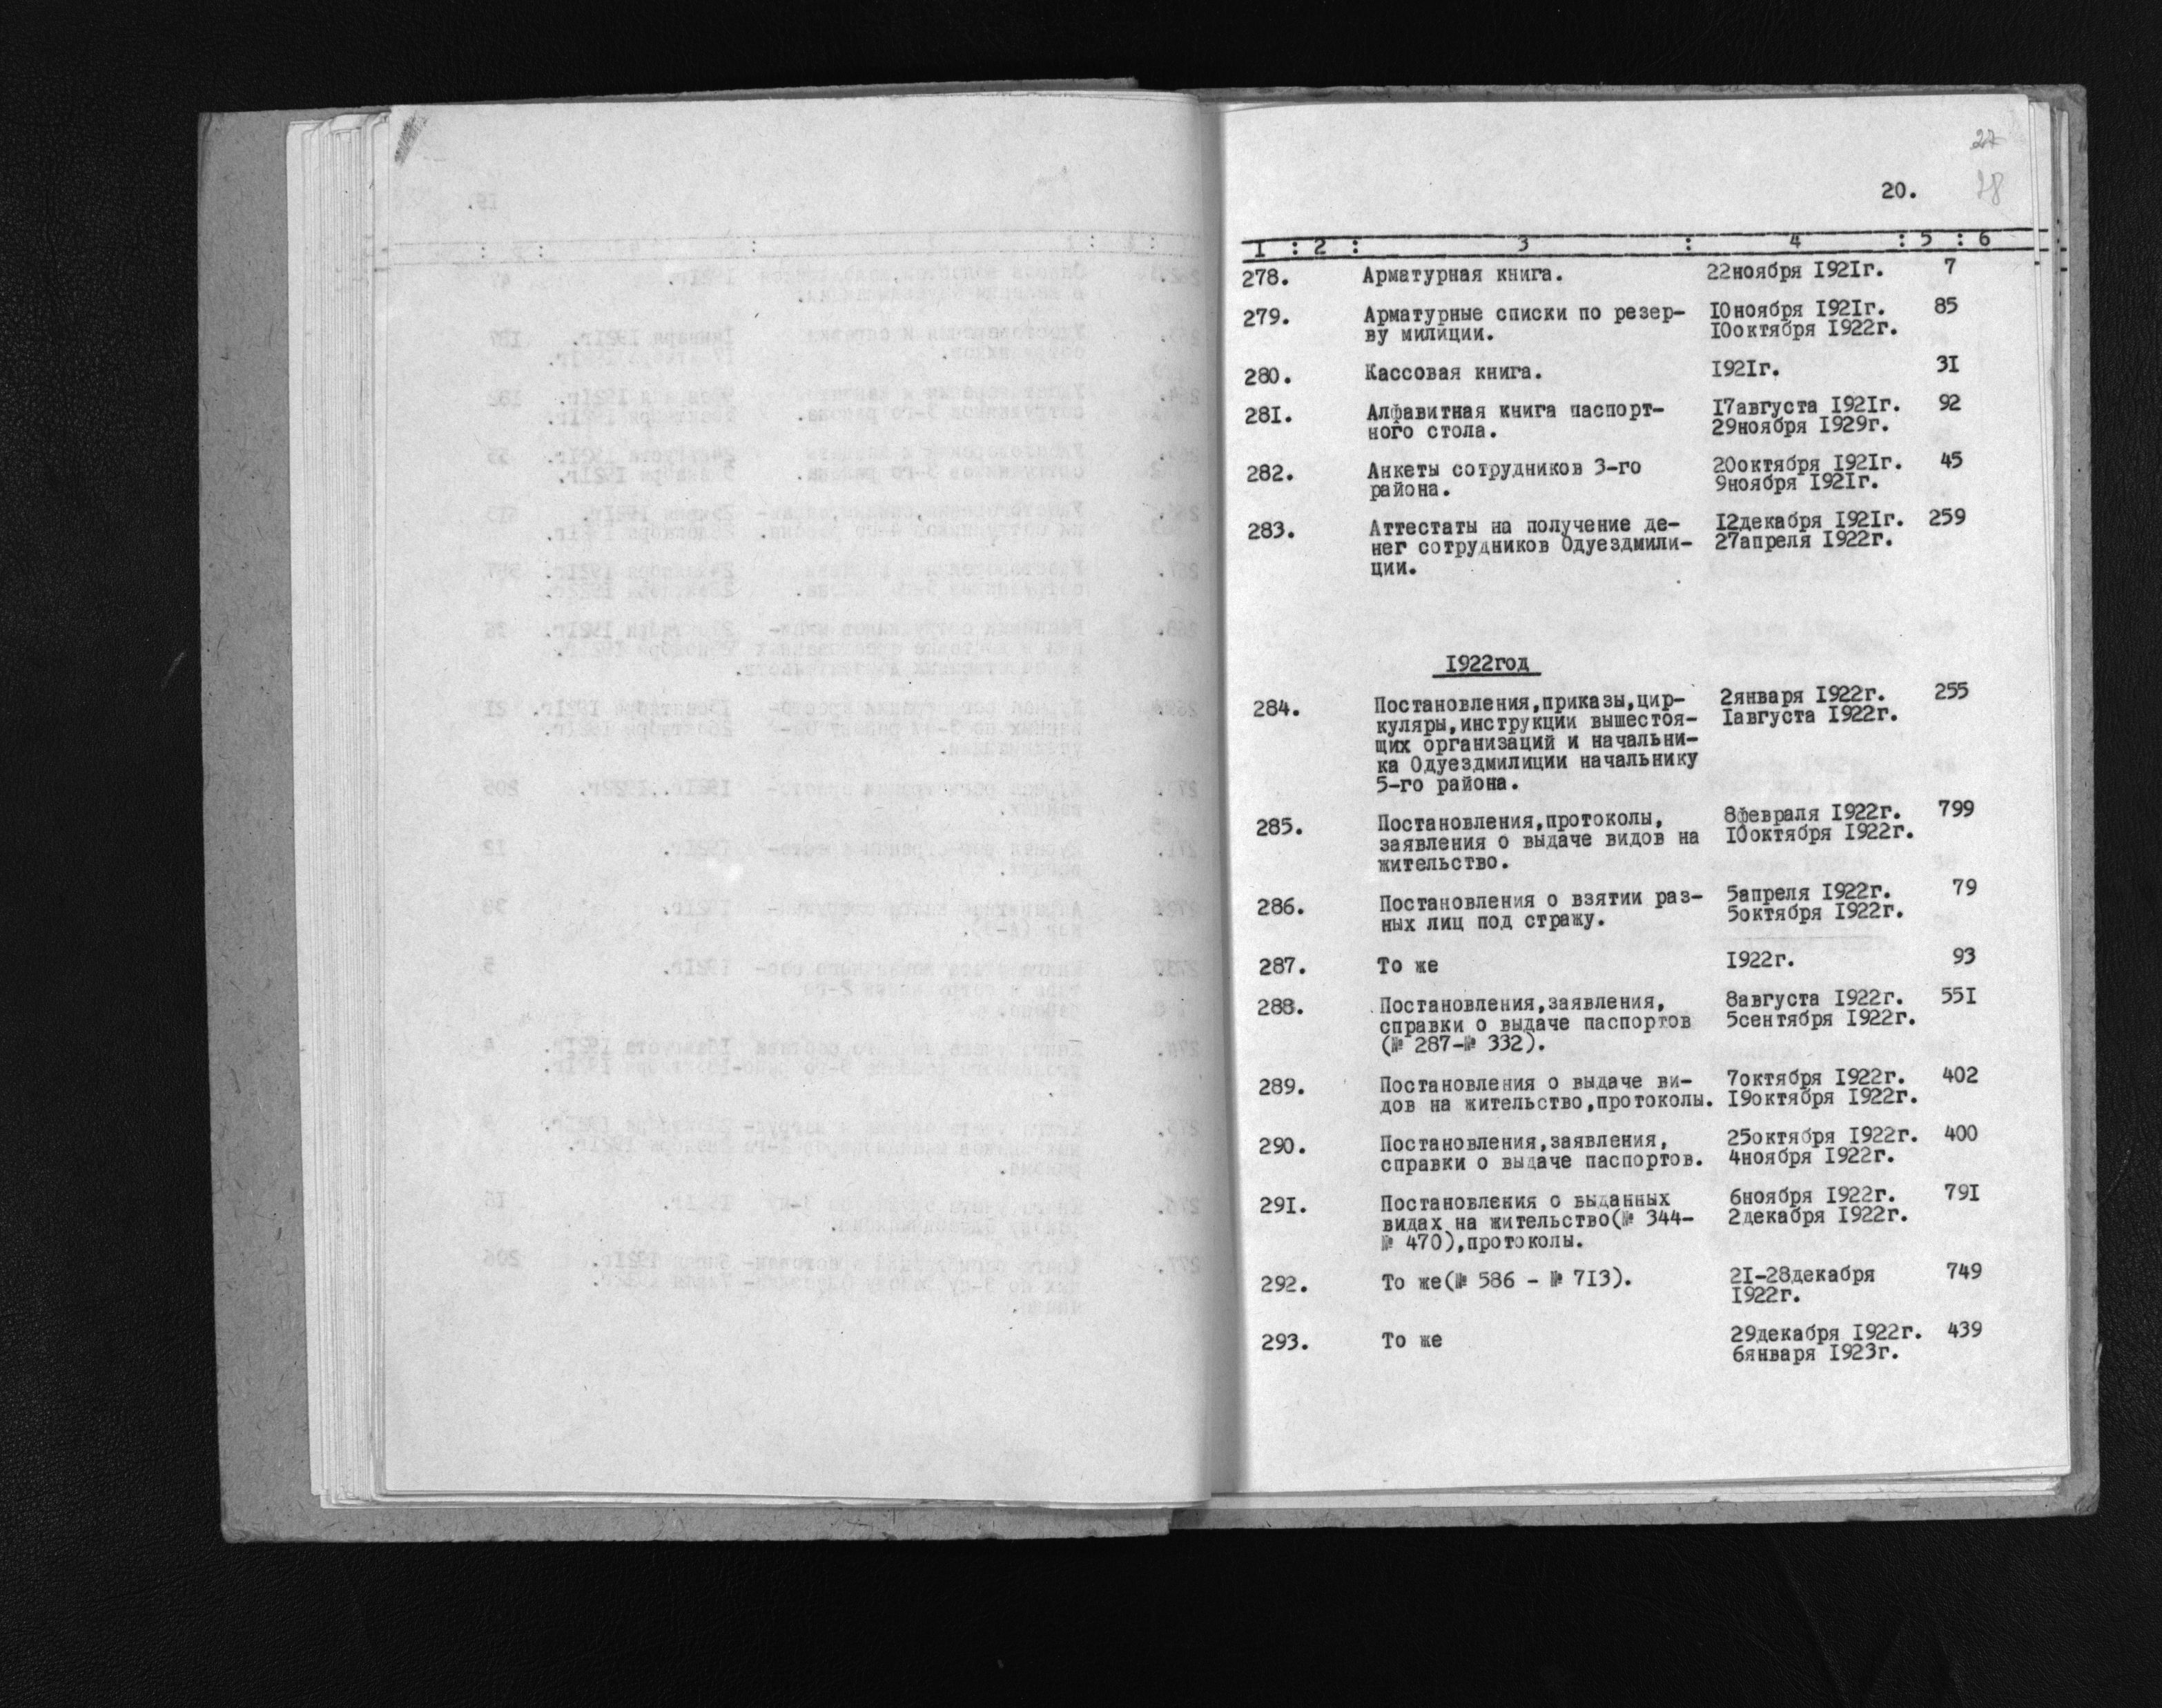 27
20. 28
1 : 2 : 3 : 4 : 5 : 6
278. Арматурная книга. 22ноября 1921г. 7
279. Арматурные списки по резер- 10ноября 1921г. 85
ву милиции. 10октября 1922г.
280. Кассовая книга. 1921г. 31
281. Алфавитная книга паспорт- 17августа 1921г. 92
ного стола. 29ноября 1929г.
282. Анкеты сотрудников 3-го 20октября 1921г. 45
района. 9ноября 1921г.
283. Аттестаты на получение де- 12декабря 1921г. 259
нег сотрудников Одуездмили- 27апреля 1922г.
ции.
1922год
284. Постановления,приказы,цир- 2января 1922г. 255
куляры,инструкции вышестоя- 1августа 1922г.
щих организаций и начальни-
ка Одуездмилиции начальнику
5-го района.
285. Постановления,протоколы, 8февраля 1922г. 799
заявления о выдаче видов на 10октября 1922г.
жительство.
286. Постановления о взятии раз- 5апреля 1922г. 79
ных лиц под стражу. 5октября 1922г.
287. То же 1922г. 93
288. Постановления,заявления, 8августа 1922г. 551
справки о выдаче паспортов 5сентября 1922г.
(№ 287-№ 332).
289. Постановления о выдаче ви- 7октября 1922г. 402
дов на жительство,протоколы. 19октября 1922г.
290. Постановления,заявления, 25октября 1922г. 400
справки о выдаче паспортов. 4ноября 1922г.
291. Постановления о выданных 6ноября 1922г. 791
видах на жительство(№ 344- 2декабря 1922г.
№ 470),протоколы.
292. То же(№ 586 - № 713). 21-28декабря 749
1922г.
293. То же 29декабря 1922г. 439
6января 1923г.